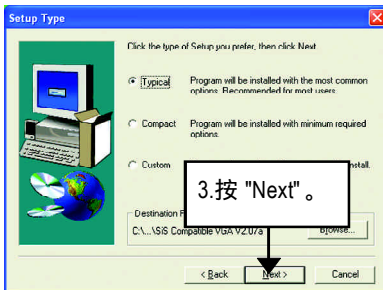 Setup Type
Click the type of Setup you prefer, then click Next.
Typical Program will be installed with the most common
options. Recommended for most users.
Compact Program will be installed with minimum required
options.
Custom
nstall.
3.按 "Next" 。
Destination F
C:\...\SiS Compatible VGA V2.07a
Browse...
< Back Next > Cancel